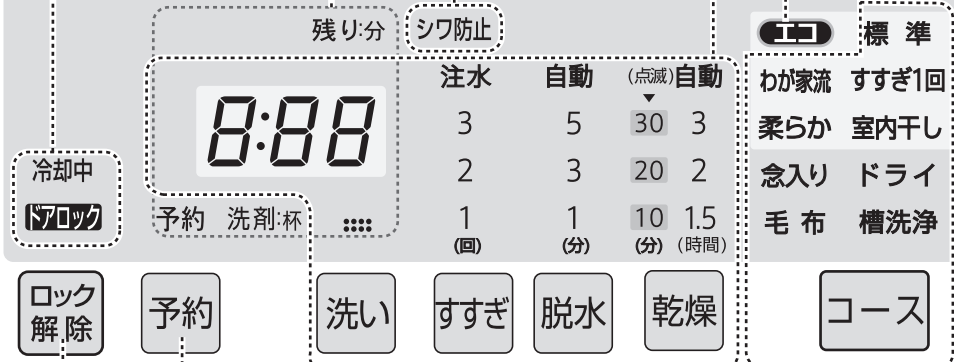 残り:分 シワ防止
エコ 標準
注水 自動 (点滅)自動
わが家流 すすぎ1回
8:88
3 5 30 3
柔らか 室内干し
冷却中
2 3 20 2
念入り ドライ
ドアロック
予約 洗剤:杯
1 1 10 1.5
毛布 槽洗浄
(回) (分) (分) (時間)
ロック
解除
予約
洗い
すすぎ
脱水
乾燥
コース